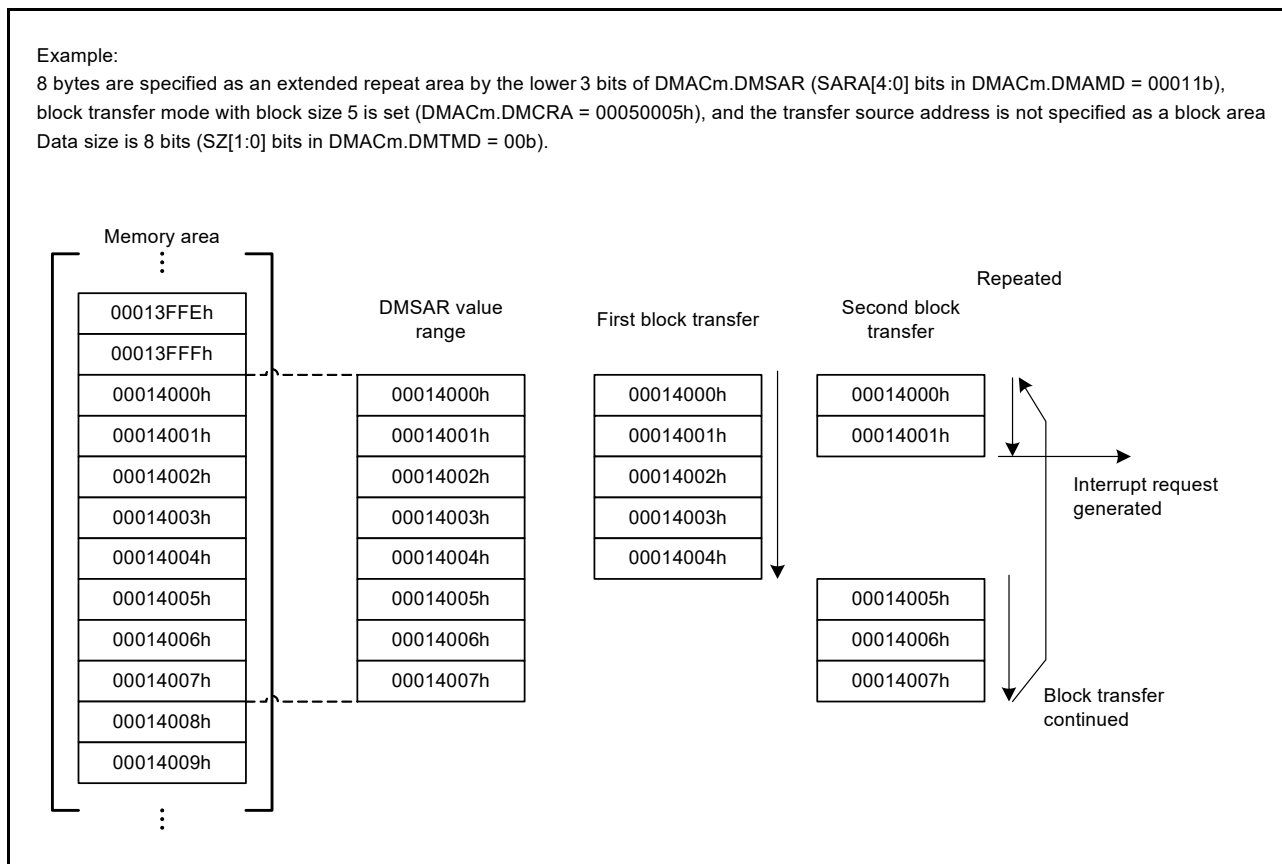 Example:
8 bytes are specified as an extended repeat area by the lower 3 bits of DMACm.DMSAR (SARA[4:0] bits in DMACm.DMAMD = 00011b),
block transfer mode with block size 5 is set (DMACm.DMCRA = 00050005h), and the transfer source address is not specified as a block area
Data size is 8 bits (SZ[1:0] bits in DMACm.DMTMD = 00b).
Memory area
⋮
00013FFEh
00013FFFh
00014000h
00014001h
00014002h
00014003h
00014004h
00014005h
00014006h
00014007h
00014008h
00014009h
⋮
DMSAR value
range
00014000h
00014001h
00014002h
00014003h
00014004h
00014005h
00014006h
00014007h
First block transfer
00014000h
00014001h
00014002h
00014003h
00014004h
Second block
transfer
00014000h
00014001h
00014005h
00014006h
00014007h
Repeated
Interrupt request
generated
Block transfer
continued